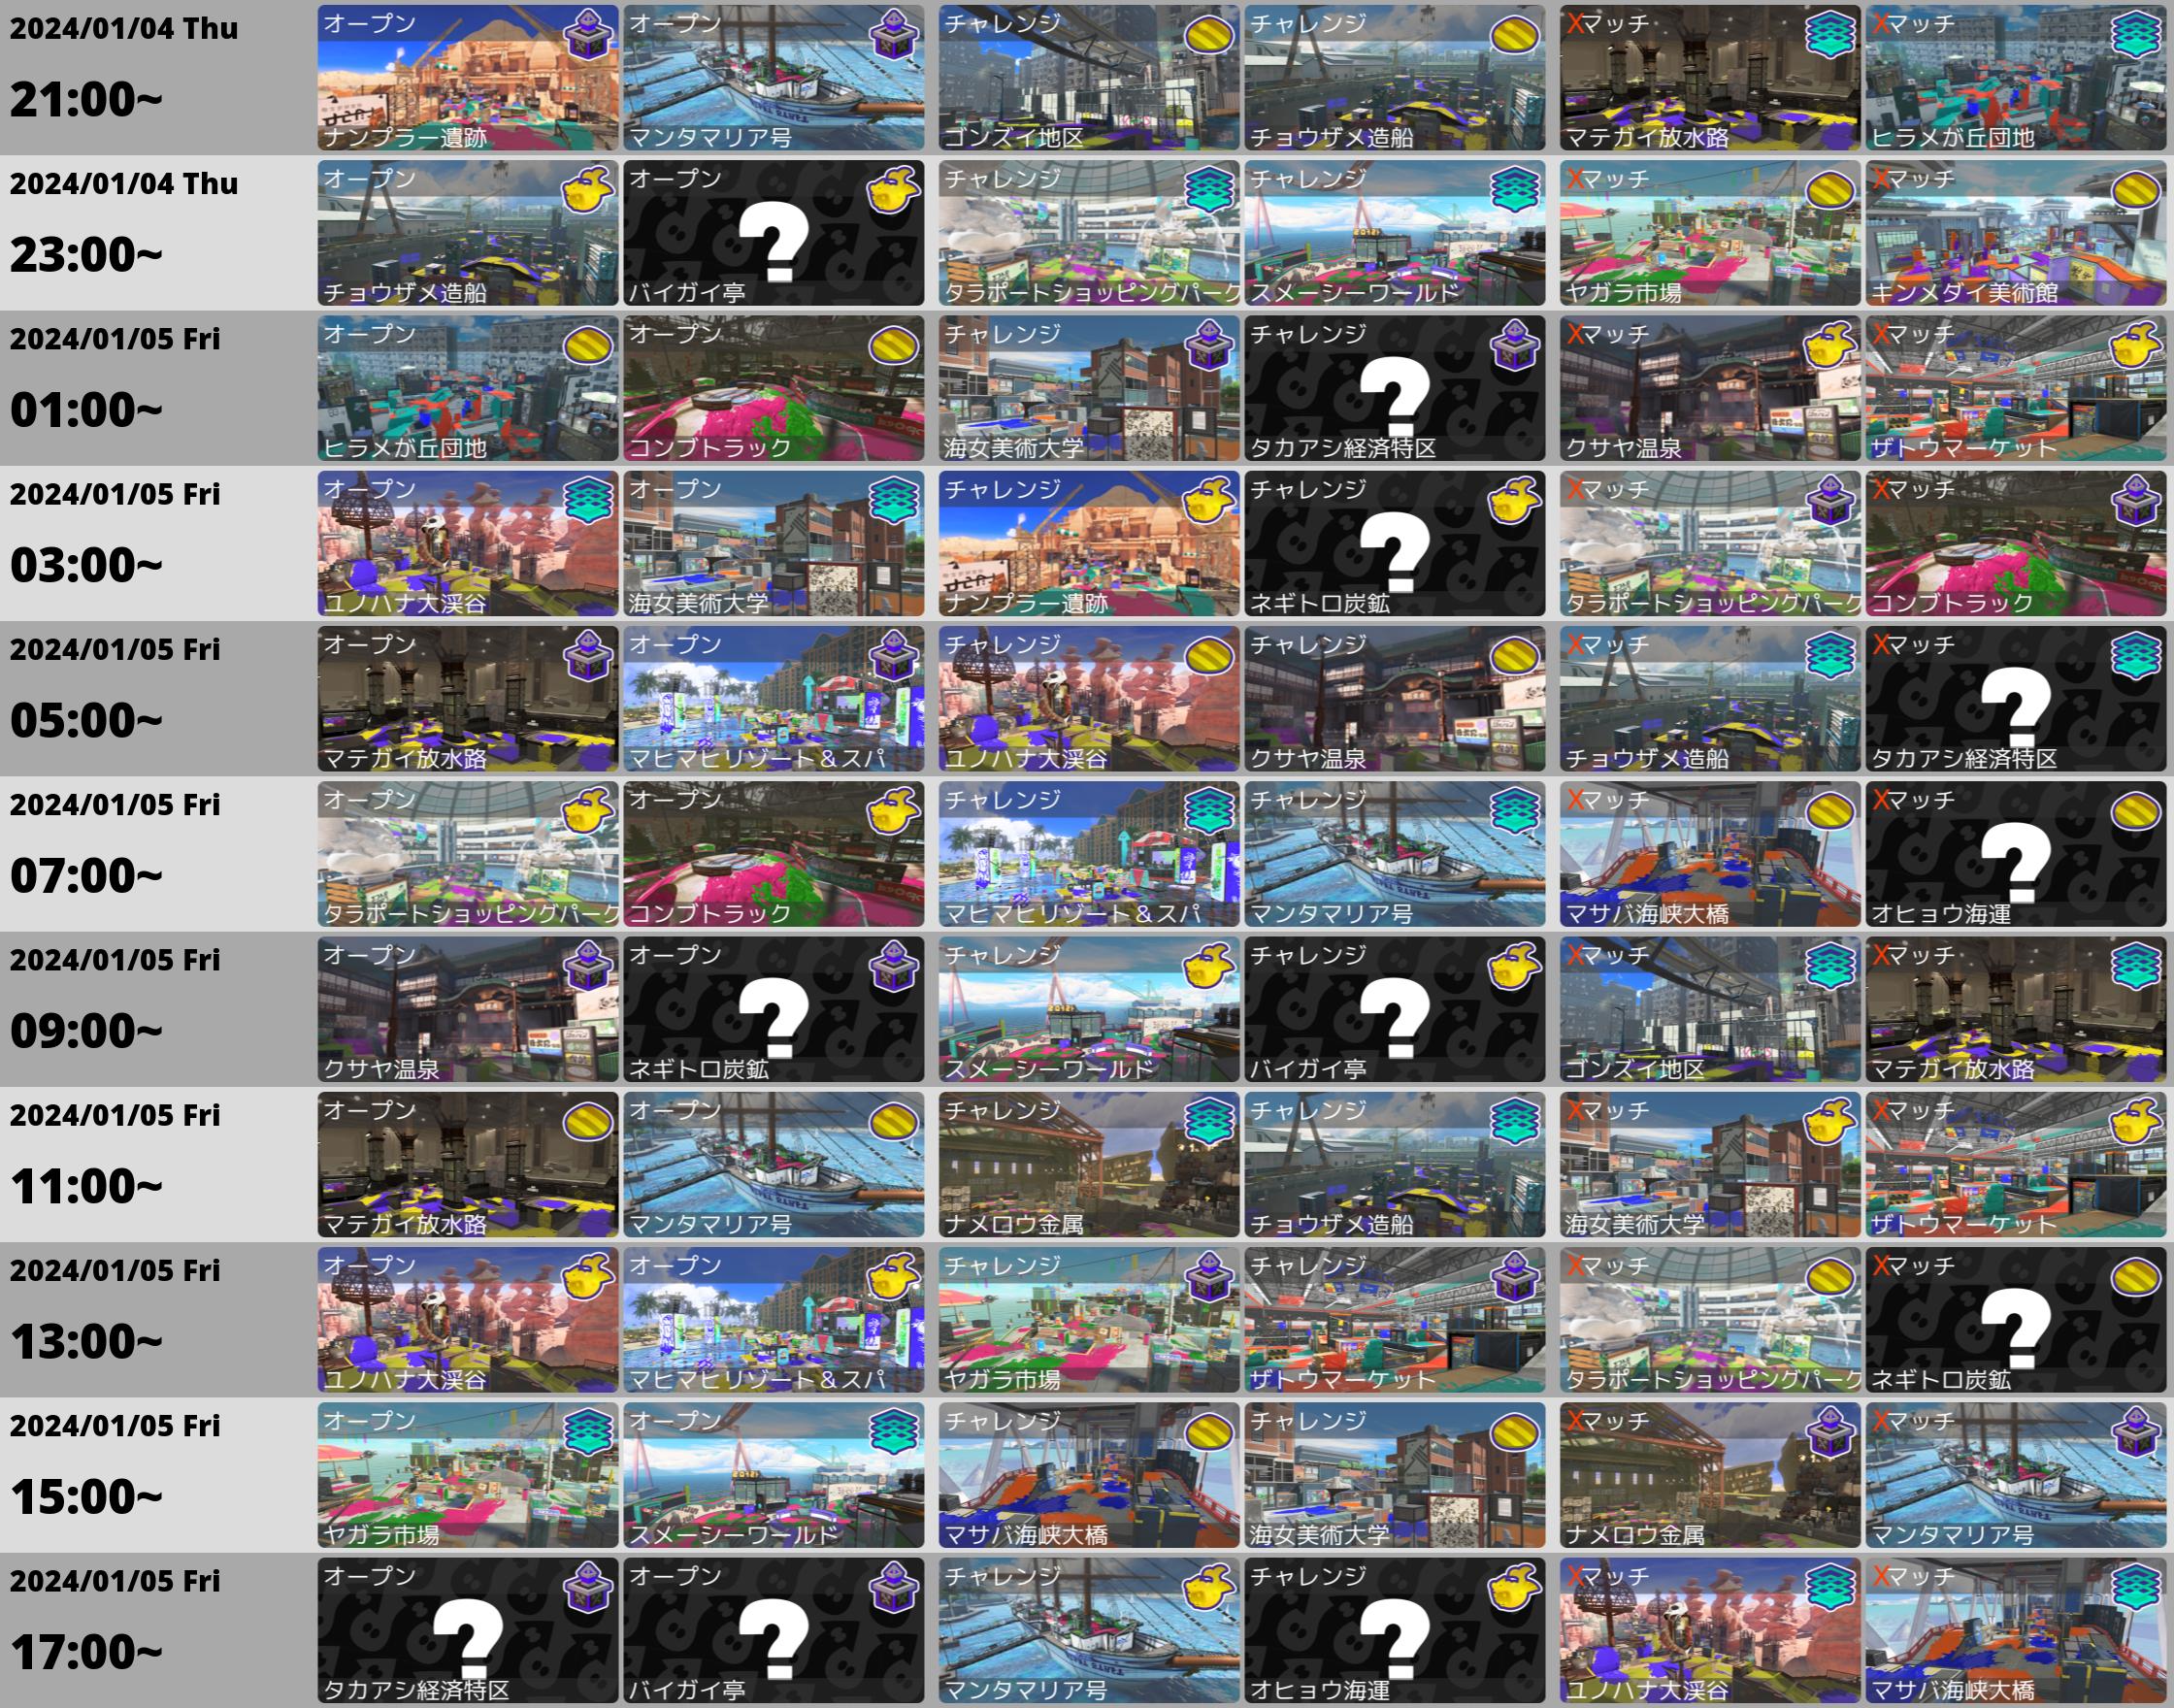 2024/01/04 Thu
21:00~
オープン
ナンプラー遺跡
オープン
マンタマリア号
チャレンジ
ゴンズイ地区
チャレンジ
チョウザメ造船
Xマッチ
マテガイ放水路
Xマッチ
ヒラメが丘団地
2024/01/04 Thu
23:00~
オープン
チョウザメ造船
オープン
?
バイガイ亭
チャレンジ
タラポートショッピングパーク
チャレンジ
スメーシーワールド
Xマッチ
ヤガラ市場
Xマッチ
キンメダイ美術館
2024/01/05 Fri
01:00~
オープン
ヒラメが丘団地
オープン
コンブトラック
チャレンジ
海女美術大学
チャレンジ
?
タカアシ経済特区
Xマッチ
クサヤ温泉
Xマッチ
ザトウマーケット
2024/01/05 Fri
03:00~
オープン
ユノハナ大渓谷
オープン
海女美術大学
チャレンジ
ナンプラー遺跡
チャレンジ
?
ネギトロ炭鉱
Xマッチ
タラポートショッピングパーク
Xマッチ
コンブトラック
2024/01/05 Fri
05:00~
オープン
マテガイ放水路
オープン
マヒマヒリゾート＆スパ
チャレンジ
ユノハナ大渓谷
チャレンジ
クサヤ温泉
Xマッチ
チョウザメ造船
Xマッチ
?
タカアシ経済特区
2024/01/05 Fri
07:00~
オープン
タラポートショッピングパーク
オープン
コンブトラック
チャレンジ
マヒマヒリゾート＆スパ
チャレンジ
マンタマリア号
Xマッチ
マサバ海峡大橋
Xマッチ
?
オヒョウ海運
2024/01/05 Fri
09:00~
オープン
クサヤ温泉
オープン
?
ネギトロ炭鉱
チャレンジ
スメーシーワールド
チャレンジ
?
バイガイ亭
Xマッチ
ゴンズイ地区
Xマッチ
マテガイ放水路
2024/01/05 Fri
11:00~
オープン
マテガイ放水路
オープン
マンタマリア号
チャレンジ
ナメロウ金属
チャレンジ
チョウザメ造船
Xマッチ
海女美術大学
Xマッチ
ザトウマーケット
2024/01/05 Fri
13:00~
オープン
ユノハナ大渓谷
オープン
マヒマヒリゾート＆スパ
チャレンジ
ヤガラ市場
チャレンジ
ザトウマーケット
Xマッチ
タラポートショッピングパーク
Xマッチ
?
ネギトロ炭鉱
2024/01/05 Fri
15:00~
オープン
ヤガラ市場
オープン
スメーシーワールド
チャレンジ
マサバ海峡大橋
チャレンジ
海女美術大学
Xマッチ
ナメロウ金属
Xマッチ
マンタマリア号
2024/01/05 Fri
17:00~
オープン
?
タカアシ経済特区
オープン
?
バイガイ亭
チャレンジ
マンタマリア号
チャレンジ
?
オヒョウ海運
Xマッチ
ユノハナ大渓谷
Xマッチ
マサバ海峡大橋